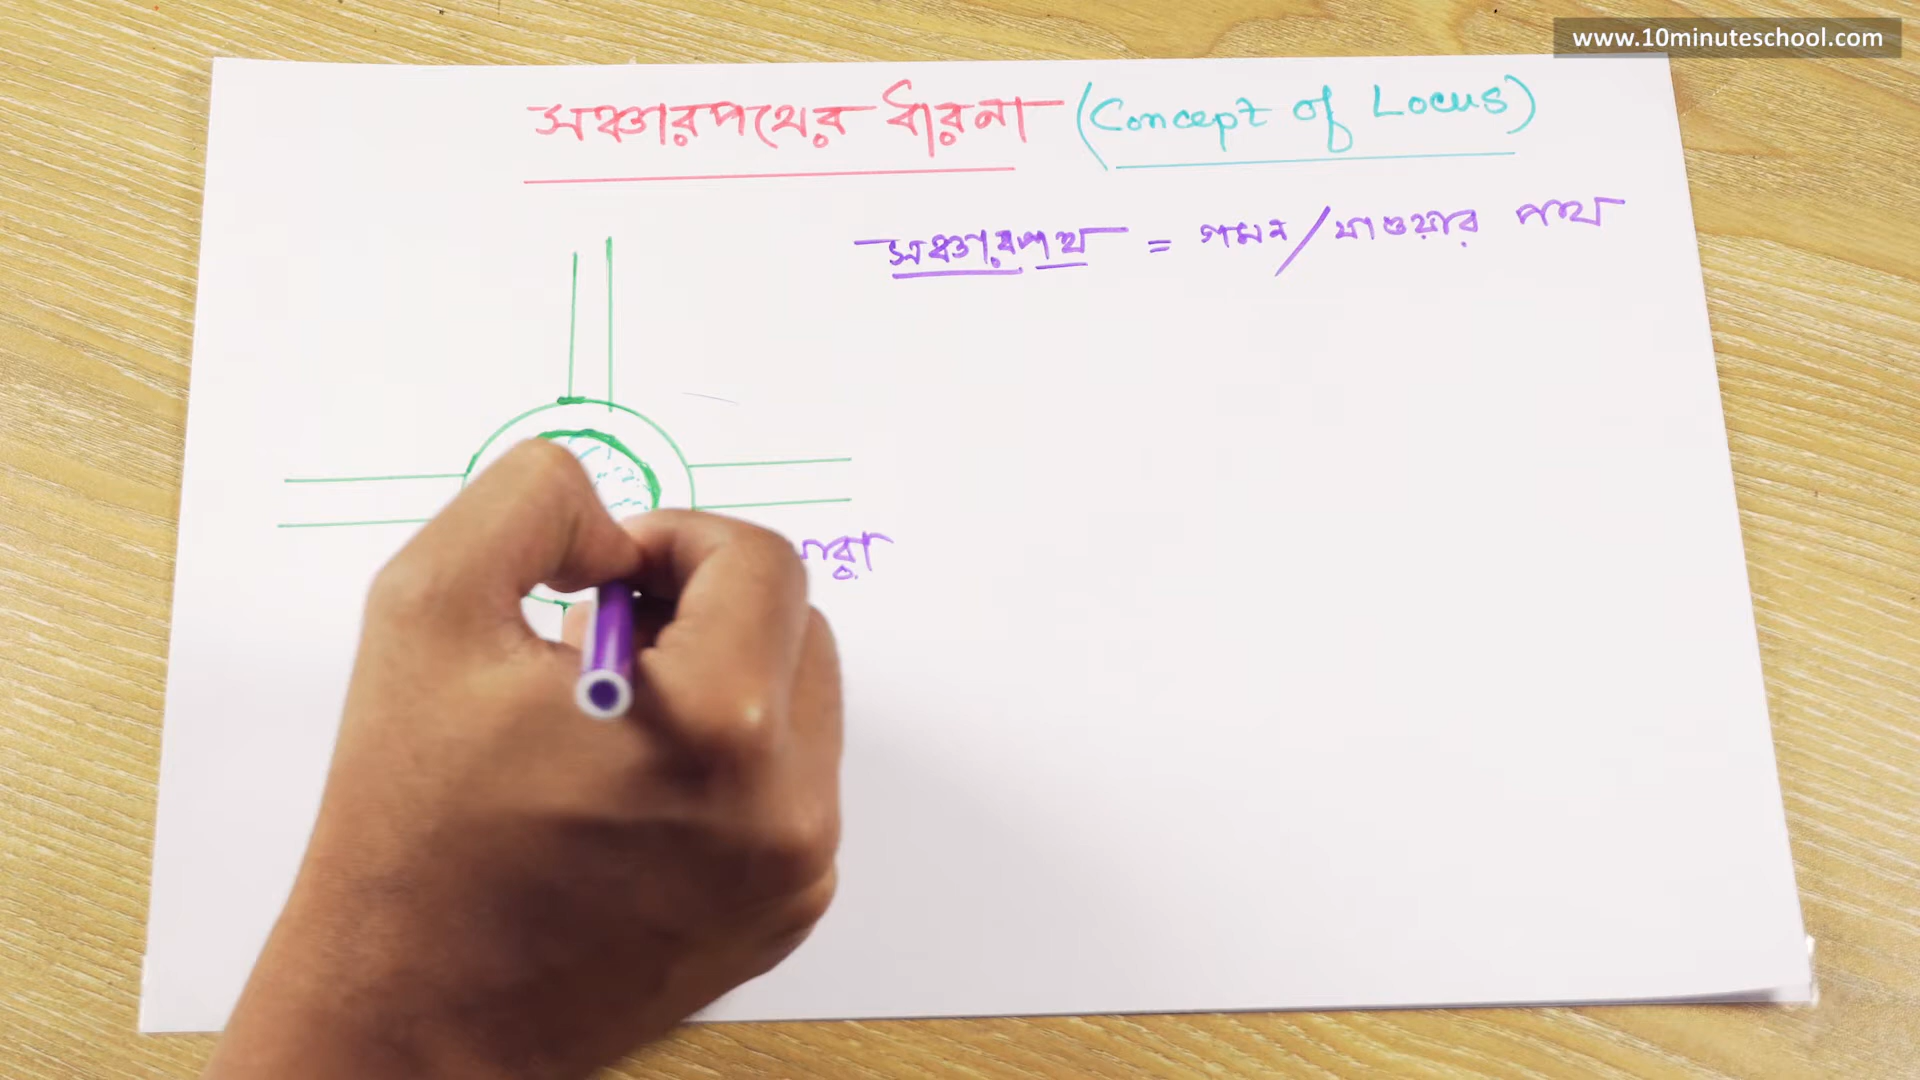 www.10minuteschool.com
সঞ্চারপথের ধারনা (Concept of Locus)
সঞ্চারপথ = গমন/যাওয়ার পথ